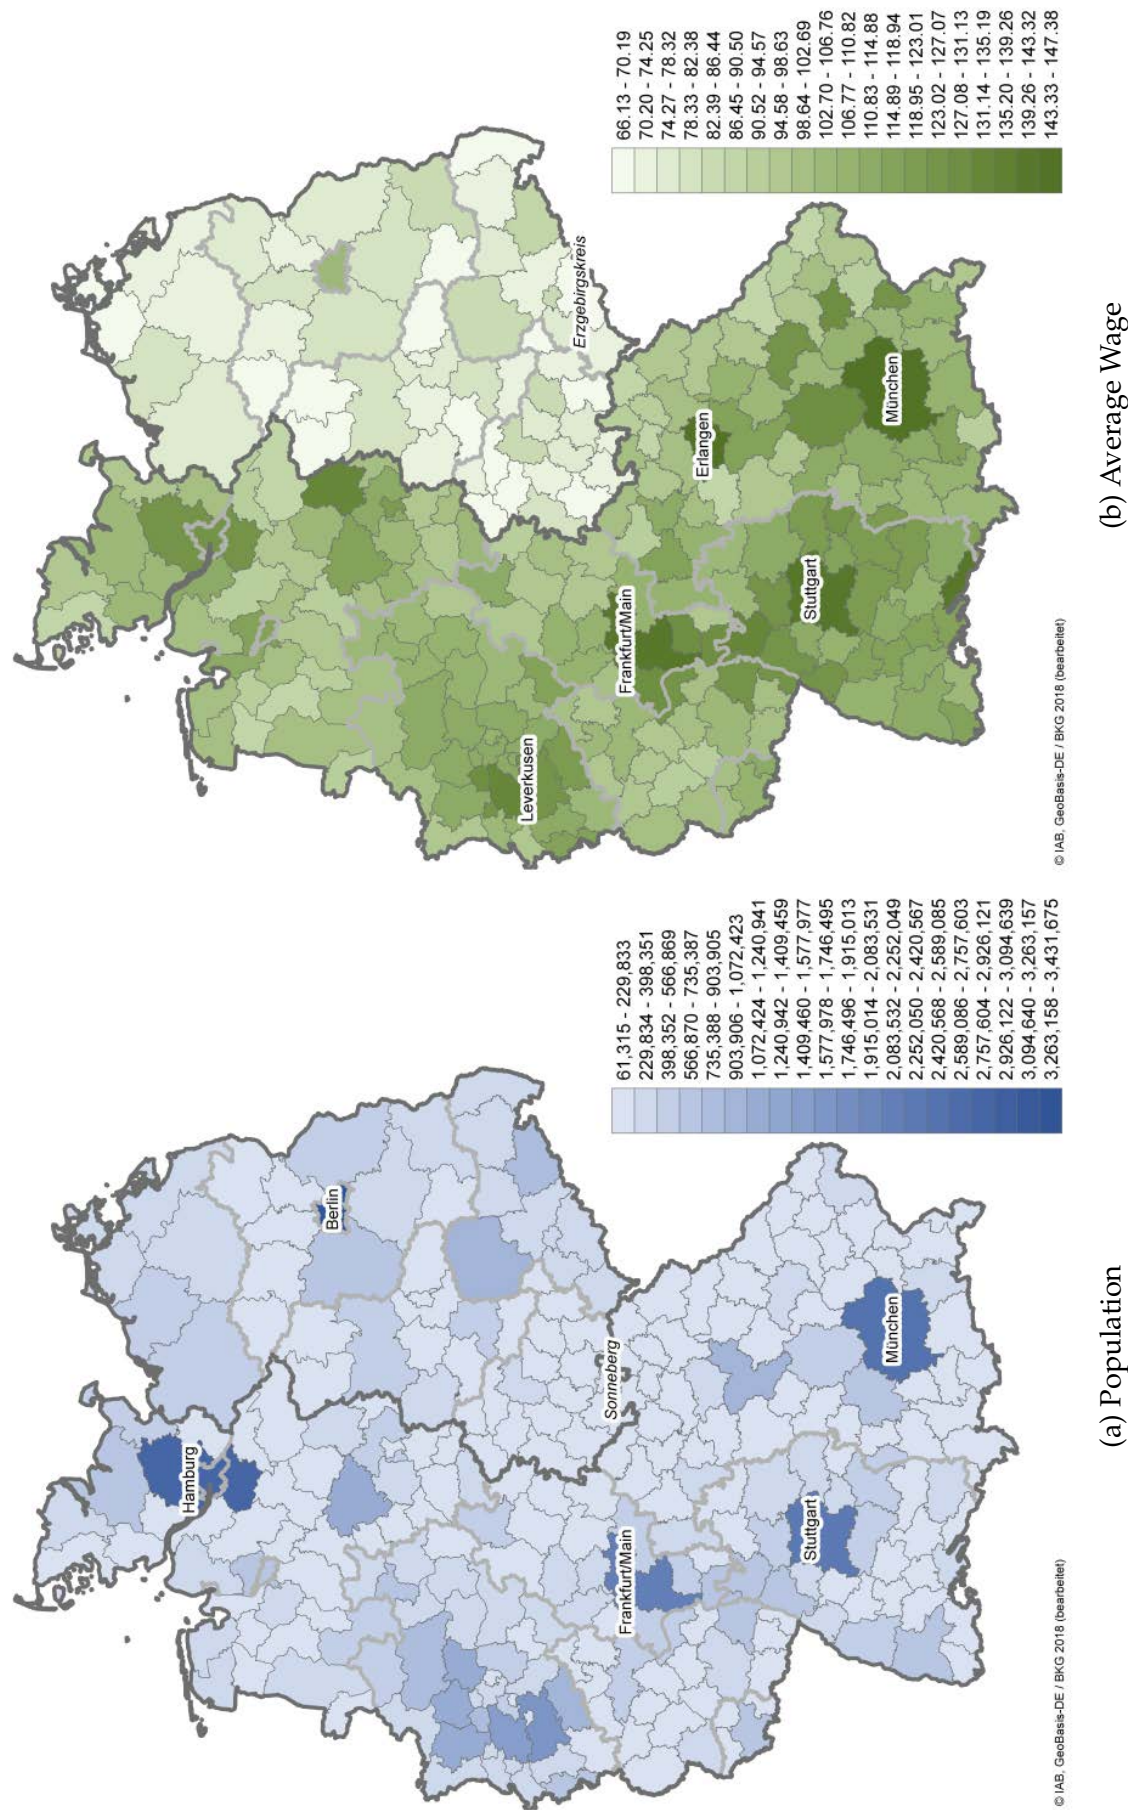 Hamburg
Berlin
Sonneberg
Frankfurt/Main
Stuttgart
München
61,315 - 229,833
229,834 - 398,351
398,352 - 566,869
566,870 - 735,387
735,388 - 903,905
903,906 - 1,072,423
1,072,424 - 1,240,941
1,240,942 - 1,409,459
1,409,460 - 1,577,977
1,577,978 - 1,746,495
1,746,496 - 1,915,013
1,915,014 - 2,083,531
2,083,532 - 2,252,049
2,252,050 - 2,420,567
2,420,568 - 2,589,085
2,589,086 - 2,757,603
2,757,604 - 2,926,121
2,926,122 - 3,094,639
3,094,640 - 3,263,157
3,263,158 - 3,431,675
© IAB, GeoBasis-DE / BKG 2018 (bearbeitet)
(a) Population
Erzgebirgskreis
Leverkusen
Frankfurt/Main
Erlangen
Stuttgart
München
66.13 - 70.19
70.20 - 74.25
74.27 - 78.32
78.33 - 82.38
82.39 - 86.44
86.45 - 90.50
90.52 - 94.57
94.58 - 98.63
98.64 - 102.69
102.70 - 106.76
106.77 - 110.82
110.83 - 114.88
114.89 - 118.94
118.95 - 123.01
123.02 - 127.07
127.08 - 131.13
131.14 - 135.19
135.20 - 139.26
139.26 - 143.32
143.33 - 147.38
© IAB, GeoBasis-DE / BKG 2018 (bearbeitet)
(b) Average Wage